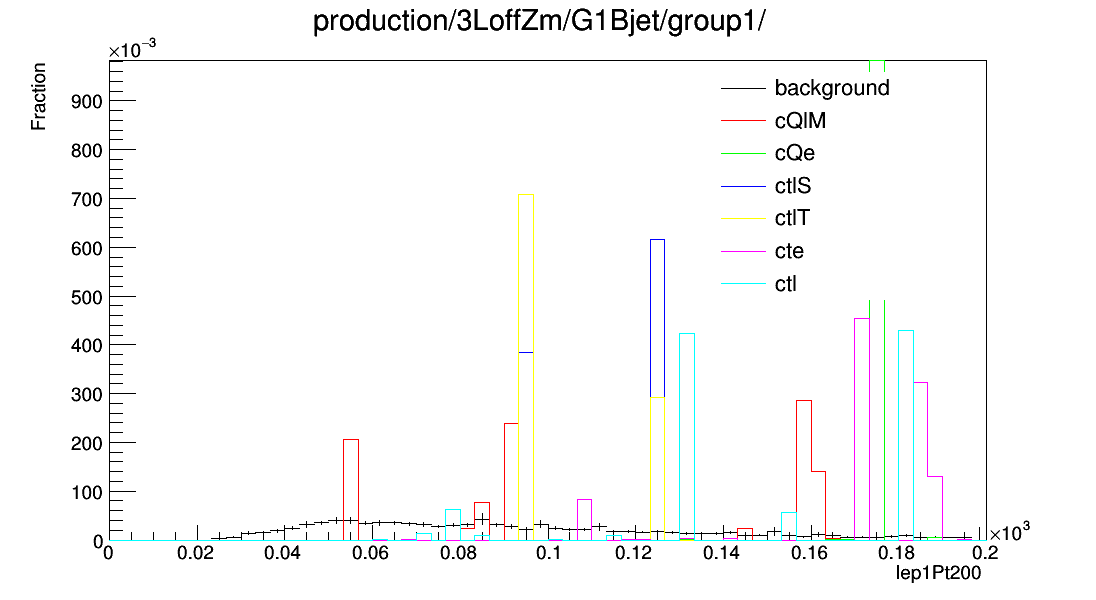 production/3LoffZm/G1Bjet/group1/
×10⁻³
Fraction
900
800
700
600
500
400
300
200
100
0
background
cQlM
cQe
ctlS
ctlT
cte
ctl
0 0.02 0.04 0.06 0.08 0.1 0.12 0.14 0.16 0.18 0.2
×10³
lep1Pt200